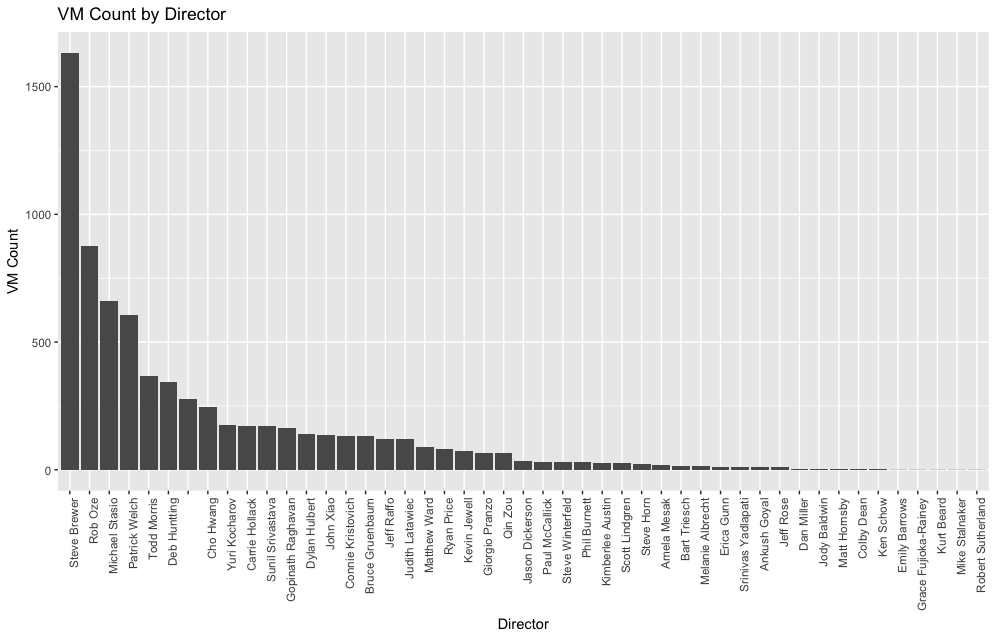 VM Count by Director
VM Count
1500
1000
500
0
Steve Brewer
Rob Oze
Michael Stasio
Patrick Welch
Todd Morris
Deb Huntting
Cho Hwang
Yuri Kocharov
Carrie Hollack
Sunil Srivastava
Gopinath Raghavan
Dylan Hulbert
John Xiao
Connie Kristovich
Bruce Gruenbaum
Jeff Raffo
Judith Latawiec
Matthew Ward
Ryan Price
Kevin Jewell
Giorgio Pranzo
Qin Zou
Jason Dickerson
Paul McCallick
Steve Winterfeld
Phil Burnett
Kimberlee Austin
Scott Lindgren
Steve Horn
Amela Mesak
Bart Triesch
Melanie Albrecht
Erica Gunn
Srinivas Yadlapati
Ankush Goyal
Jeff Rose
Dan Miller
Jody Baldwin
Matt Hornsby
Colby Dean
Ken Schow
Emily Barrows
Grace Fujioka-Rainey
Kurt Beard
Mike Stalnaker
Robert Sutherland
Director